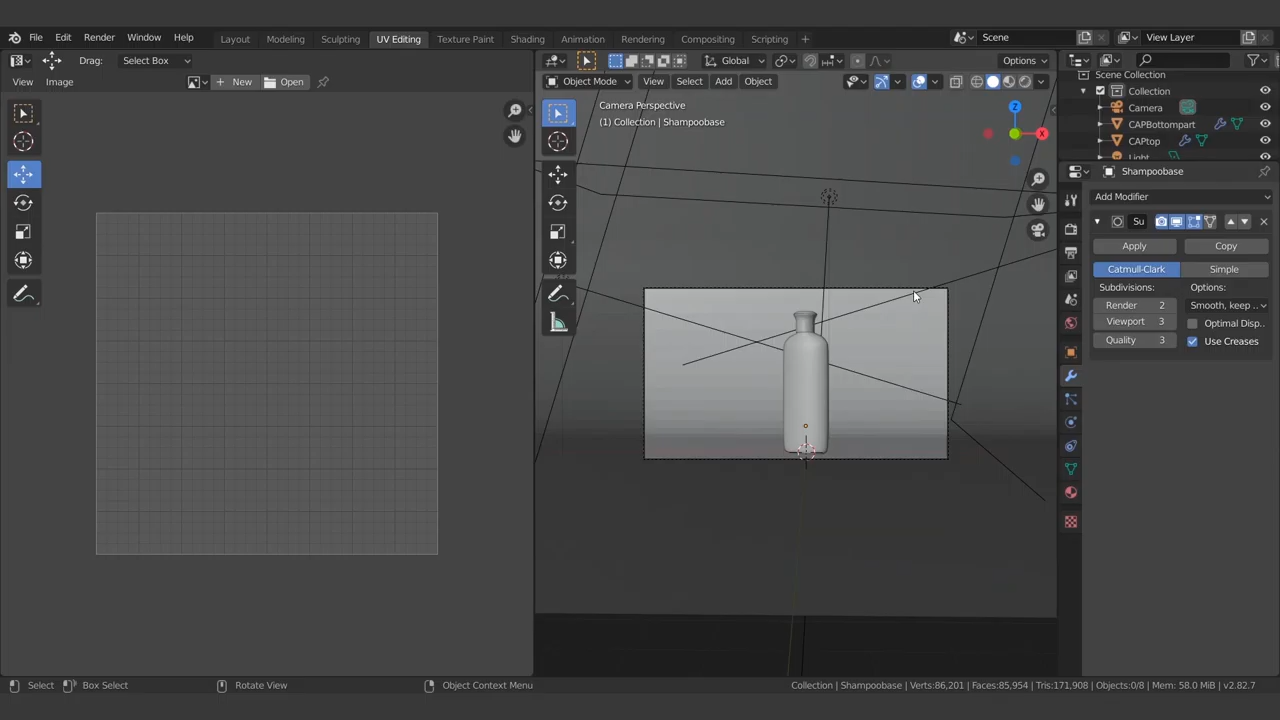 File Edit Render Window Help Layout Modeling Sculpting UV Editing Texture Paint Shading Animation Rendering Compositing Scripting + Scene View Layer
Drag: Select Box Global Options
View Image + New Open Object Mode View Select Add Object
Scene Collection
Collection
Camera
CAPBottompart
CAPtop
Light
Camera Perspective
(1) Collection | Shampoobase
X
Z
Shampoobase
Add Modifier
Su
Apply Copy
Catmull-Clark Simple
Subdivisions: Options:
Render 2 Smooth, keep ..
Viewport 3 Optimal Disp..
Quality 3 Use Creases
Select Box Select Rotate View Object Context Menu Collection | Shampoobase | Verts:86,201 | Faces:85,954 | Tris:171,908 | Objects:0/8 | Mem: 58.0 MiB | v2.82.7